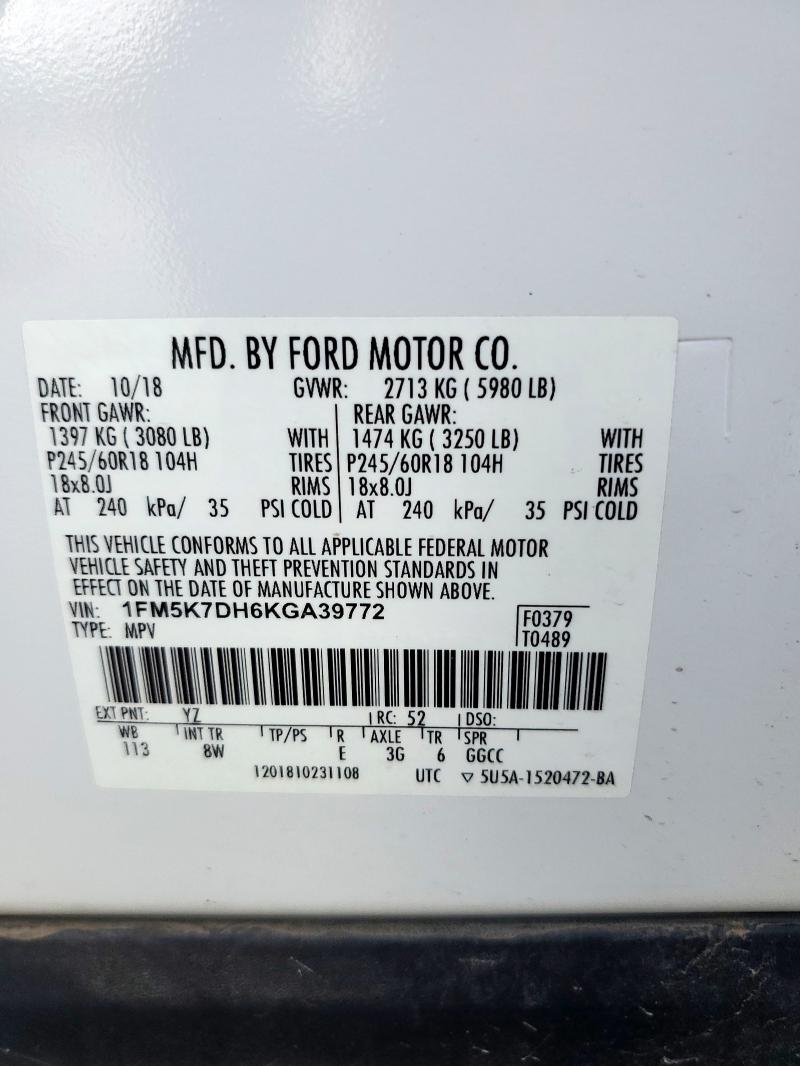 MFD. BY FORD MOTOR CO.
DATE: 10/18 GVWR: 2713 KG ( 5980 LB)
FRONT GAWR: REAR GAWR:
1397 KG ( 3080 LB) WITH 1474 KG ( 3250 LB) WITH
P245/60R18 104H TIRES P245/60R18 104H TIRES
18x8.0J RIMS 18x8.0J RIMS
AT 240 kPa/ 35 PSI COLD AT 240 kPa/ 35 PSI COLD
THIS VEHICLE CONFORMS TO ALL APPLICABLE FEDERAL MOTOR
VEHICLE SAFETY AND THEFT PREVENTION STANDARDS IN
EFFECT ON THE DATE OF MANUFACTURE SHOWN ABOVE.
VIN: 1FM5K7DH6KGA39772 F0379
TYPE: MPV T0489
EXT PNT: YZ RC: 52 DSO:
WB INT TR TP/PS R AXLE TR SPR
113 8W E 3G 6 GGCC
1201810231108 UTC ▽ 5U5A-1520472-BA